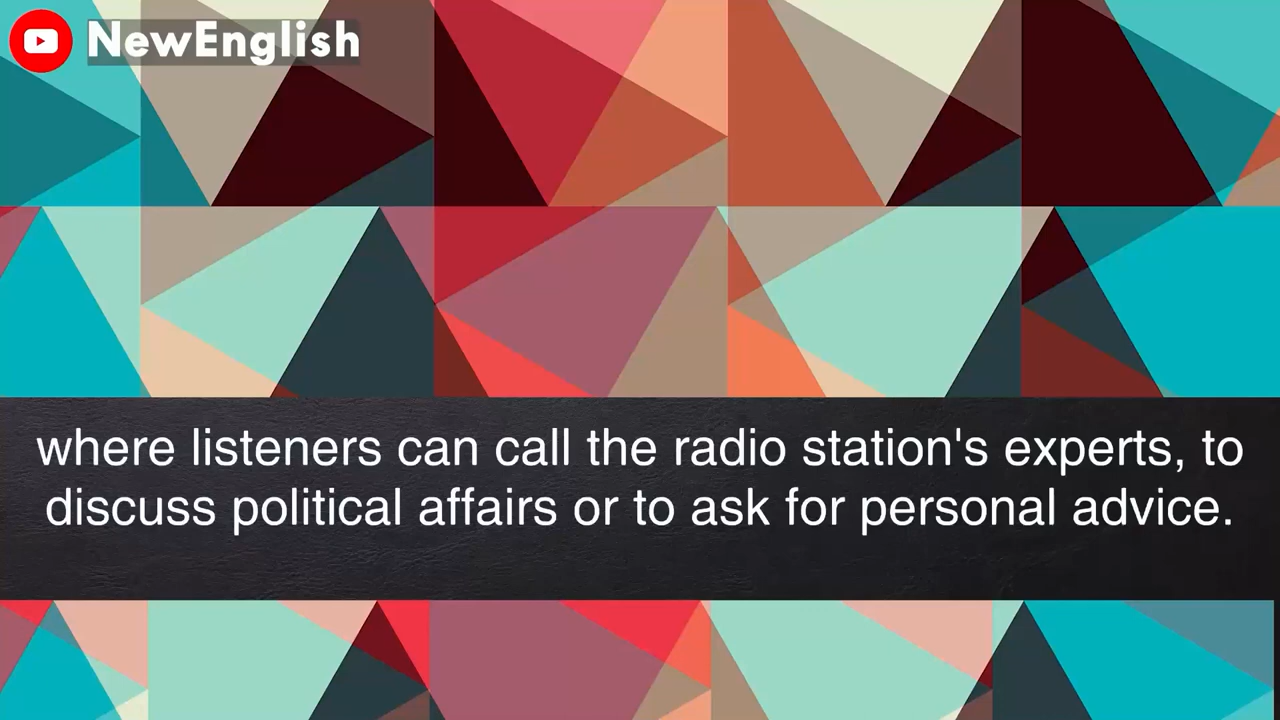 NewEnglish
where listeners can call the radio station's experts, to
discuss political affairs or to ask for personal advice.